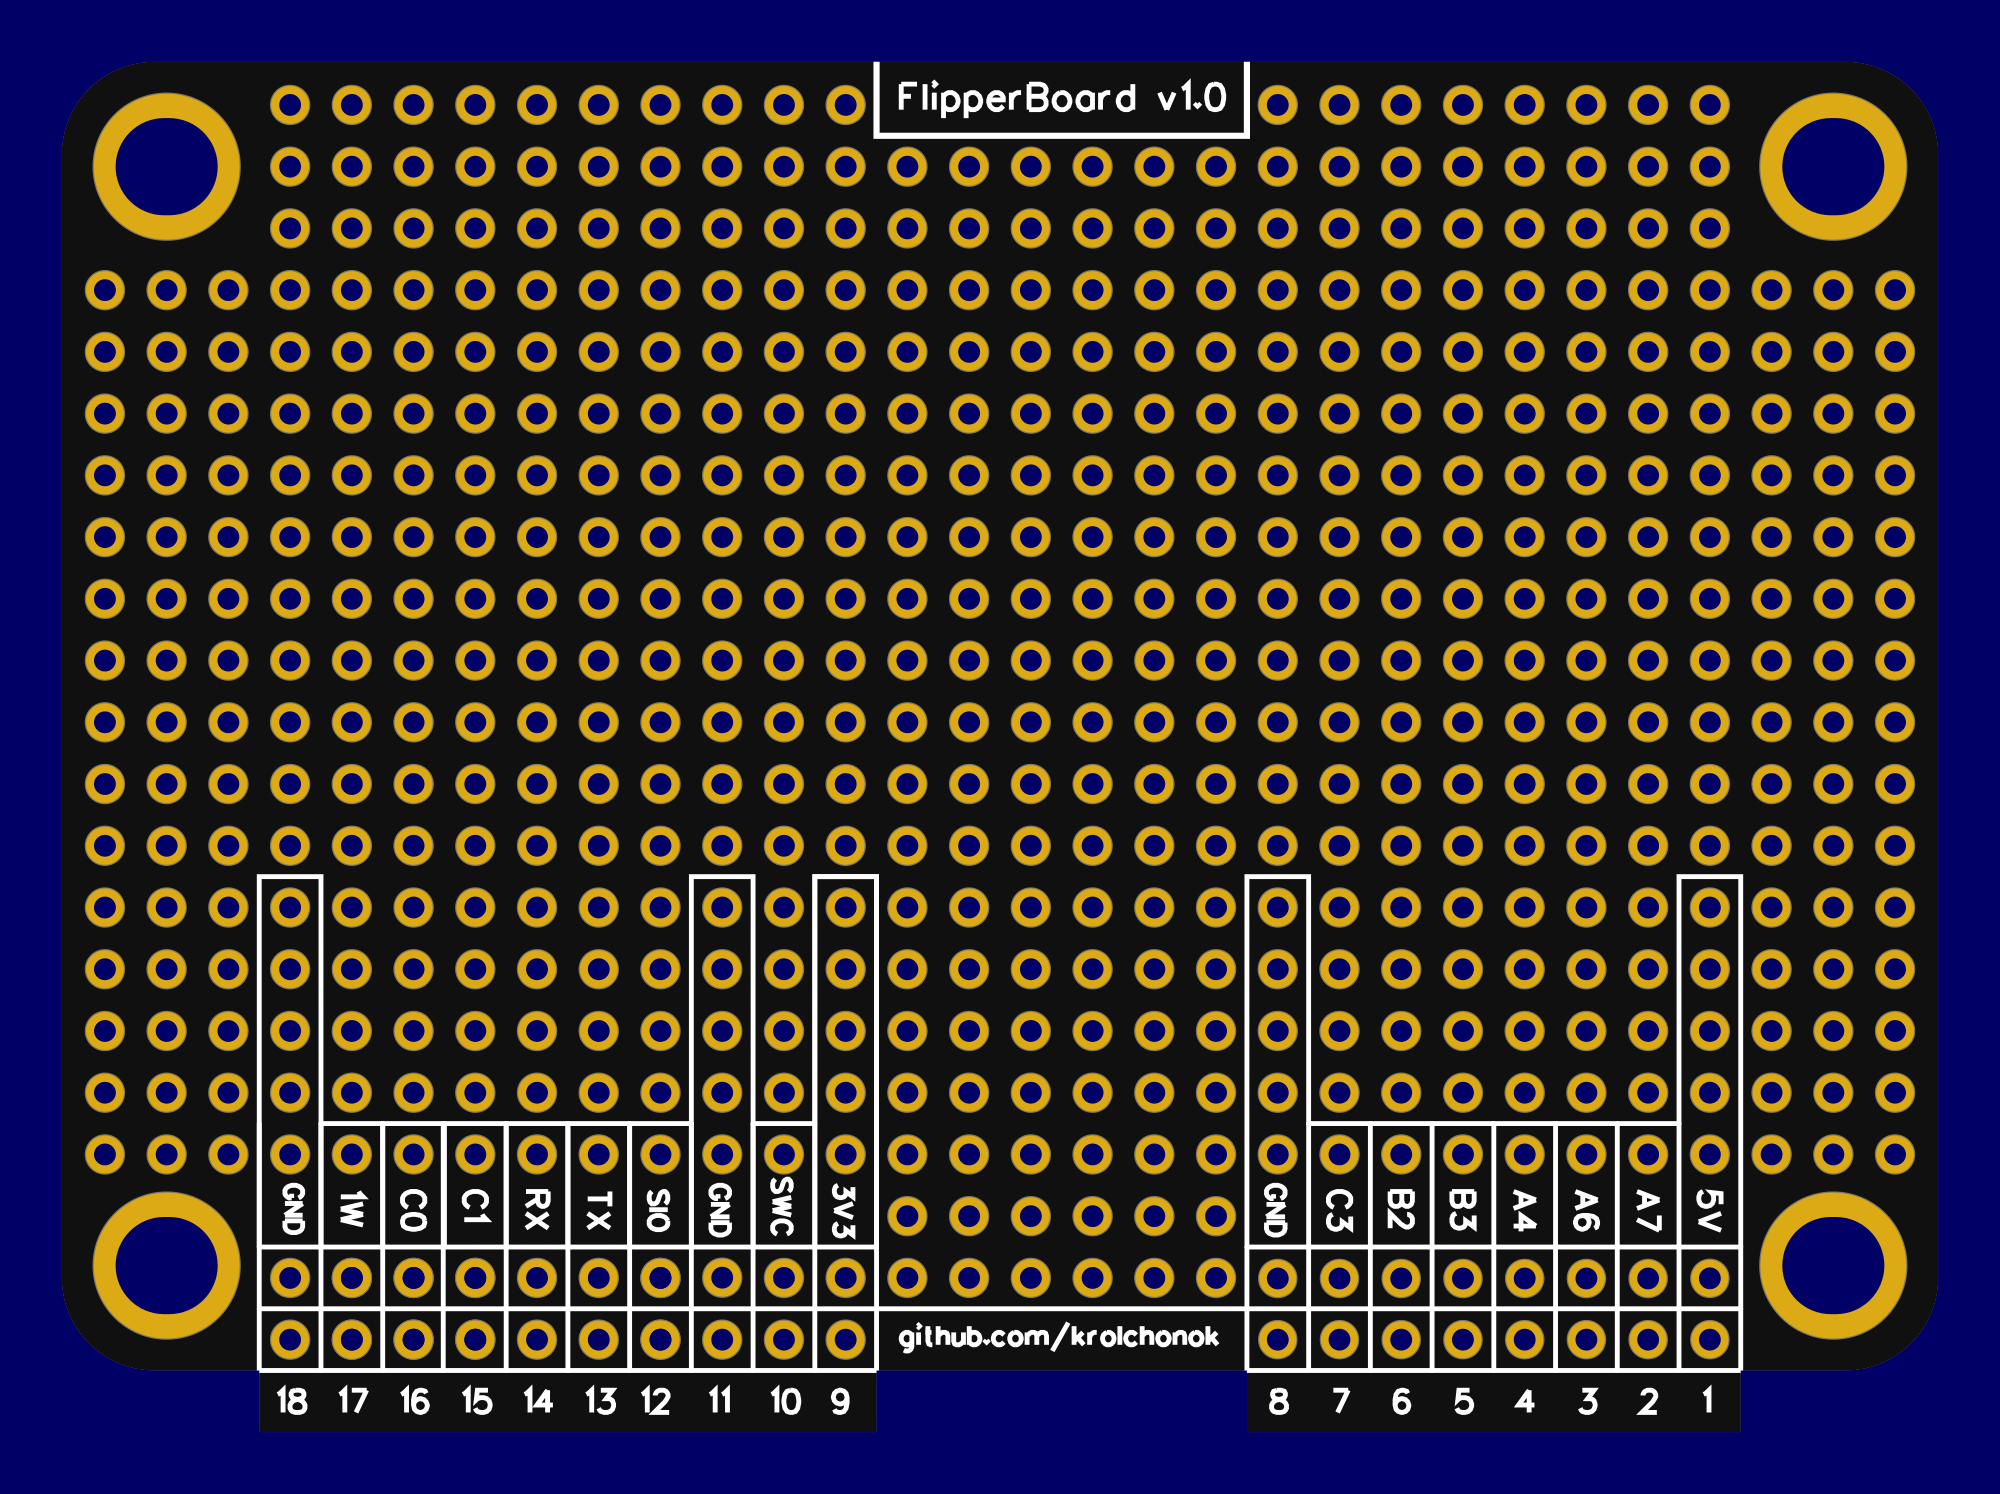 FlipperBoard v1.0
GND 1W C0 C1 RX TX SIO GND SWC 3V3 GND C3 B2 B3 A4 A6 A7 5V
github.com/krolchonok
18 17 16 15 14 13 12 11 10 9 8 7 6 5 4 3 2 1